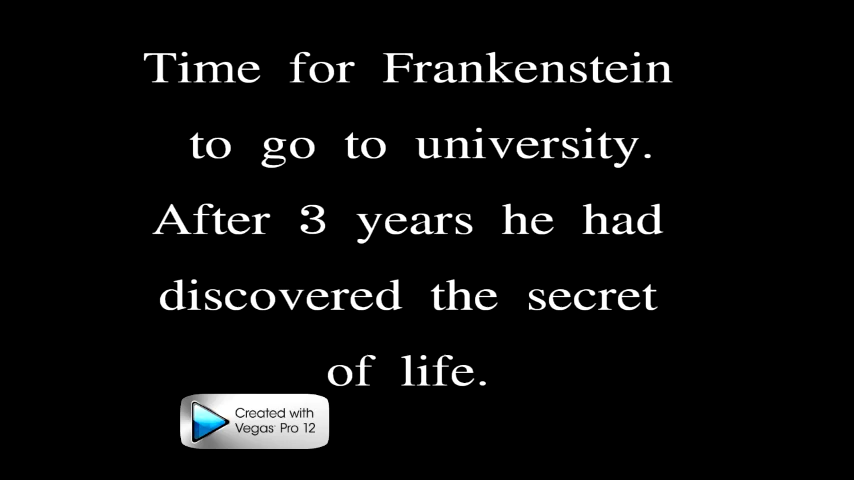 Time for Frankenstein
to go to university.
After 3 years he had
discovered the secret
of life.
Created with
Vegas Pro 12